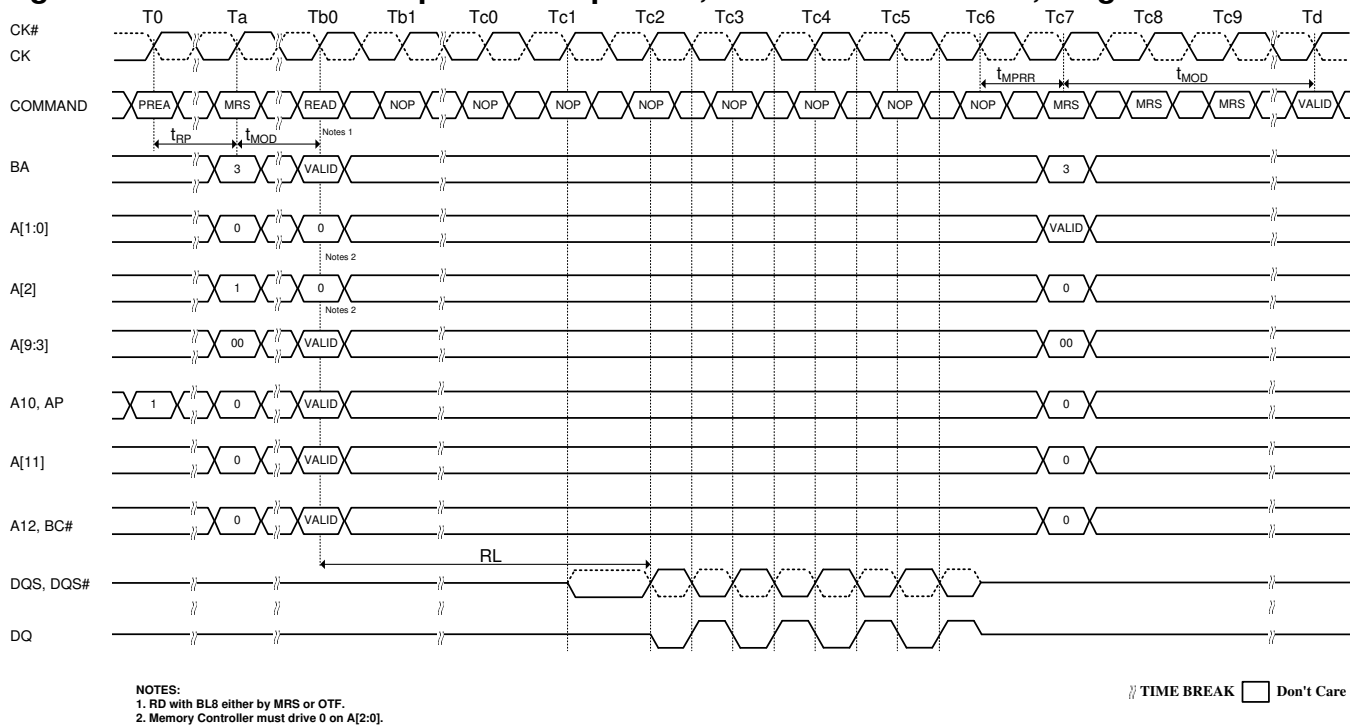 T0 Ta Tb0 Tb1 Tc0 Tc1 Tc2 Tc3 Tc4 Tc5 Tc6 Tc7 Tc8 Tc9 Td
CK#
CK
tMPRR tMOD
COMMAND PREA MRS READ NOP NOP NOP NOP NOP NOP NOP NOP MRS MRS MRS VALID
tRP tMOD Notes 1
BA 3 VALID 3
A[1:0] 0 0 VALID
Notes 2
A[2] 1 0 0
Notes 2
A[9:3] 00 VALID 00
A10, AP 1 0 VALID 0
A[11] 0 VALID 0
A12, BC# 0 VALID 0
RL
DQS, DQS#
DQ
NOTES:
1. RD with BL8 either by MRS or OTF.
2. Memory Controller must drive 0 on A[2:0].
TIME BREAK Don't Care